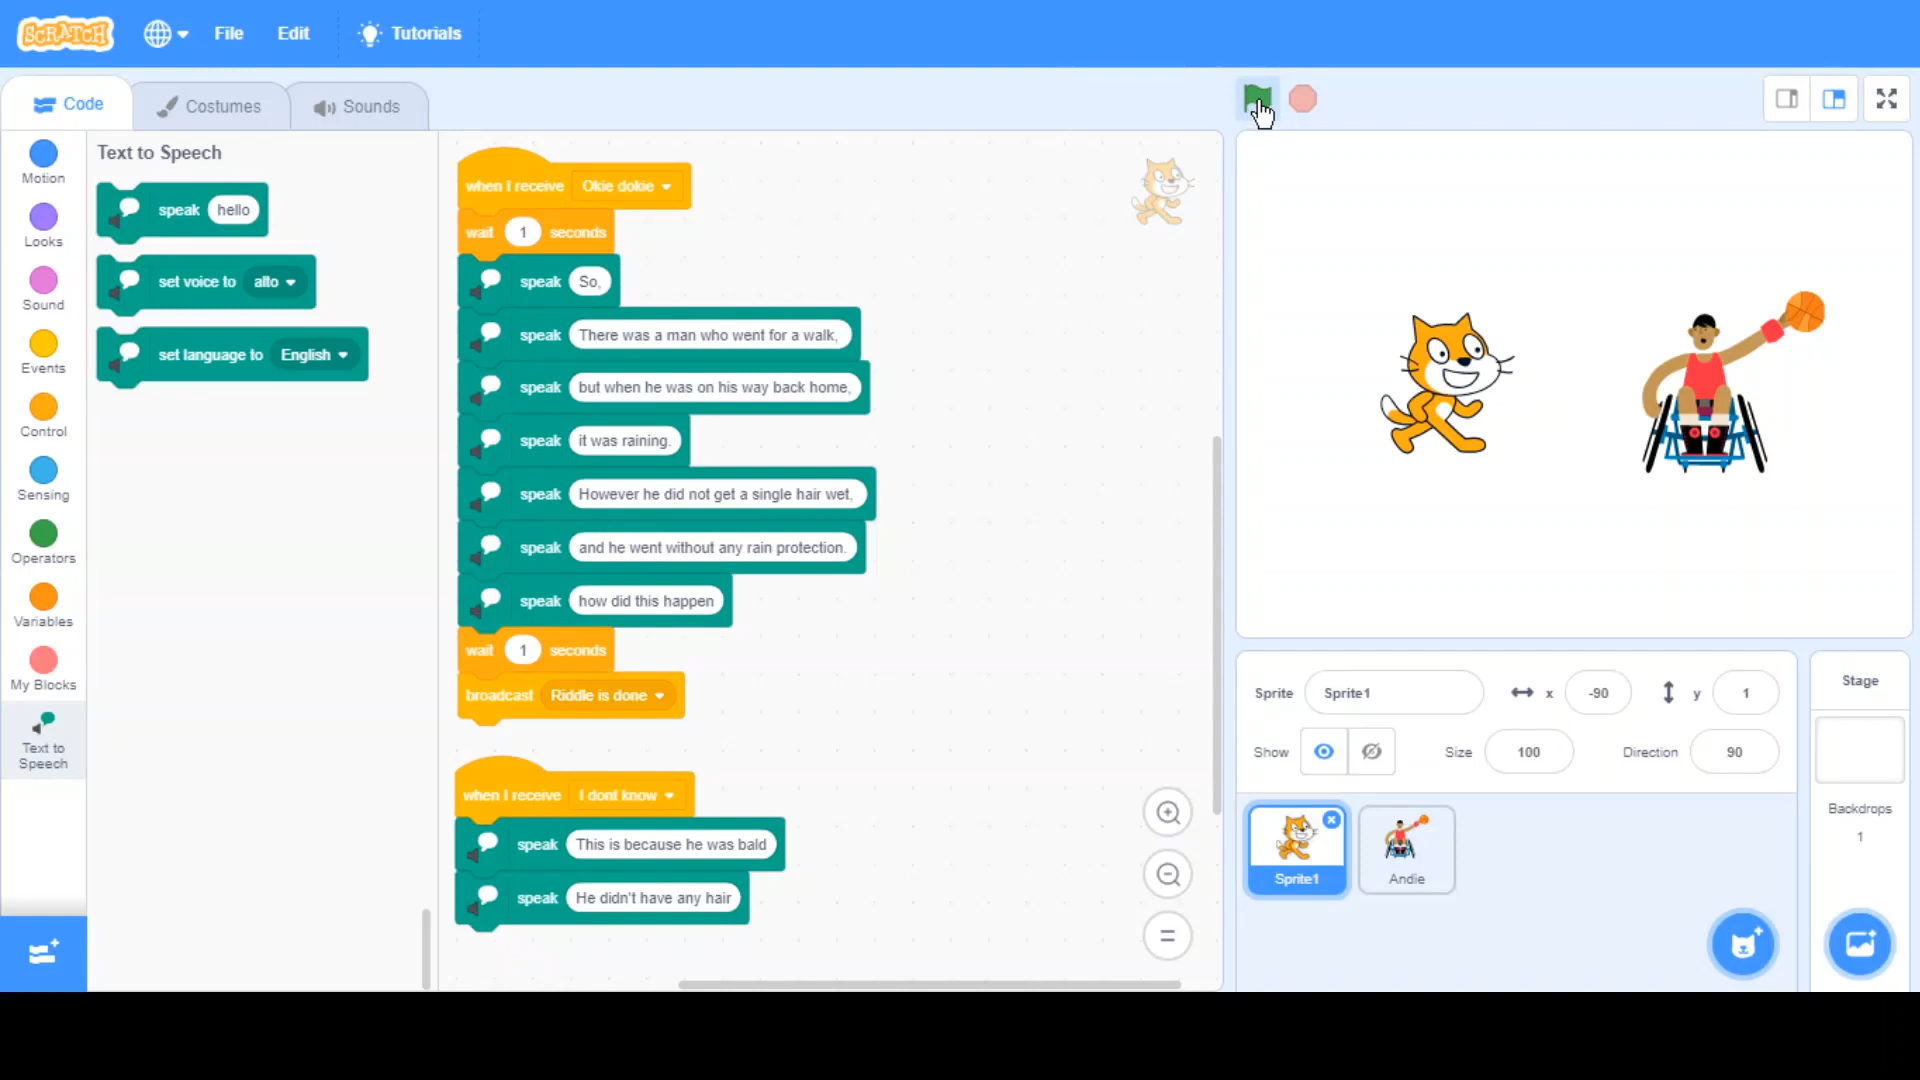 SCRATCH File Edit Tutorials
Code Costumes Sounds
Motion
Looks
Sound
Events
Control
Sensing
Operators
Variables
My Blocks
Text to
Speech
Text to Speech
speak hello
set voice to alto
set language to English
when I receive Okie dokie
wait 1 seconds
speak So,
speak There was a man who went for a walk,
speak but when he was on his way back home,
speak it was raining.
speak However he did not get a single hair wet,
speak and he went without any rain protection.
speak how did this happen
wait 1 seconds
broadcast Riddle is done
when I receive I dont know
speak This is because he was bald
speak He didn't have any hair
Sprite Sprite1 x -90 y 1
Show Size 100 Direction 90
Sprite1 Andie
Stage
Backdrops
1